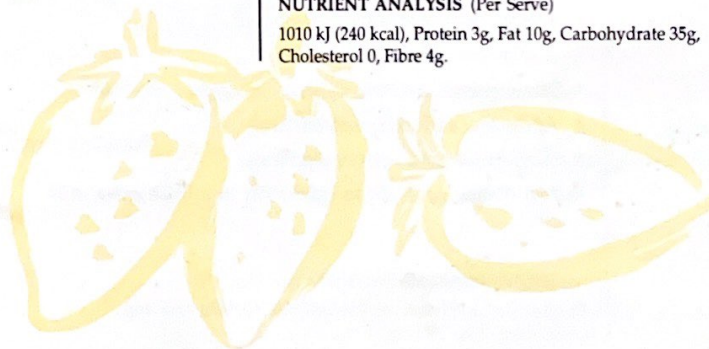 NUTRIENT ANALYSIS (Per Serve)
1010 kJ (240 kcal), Protein 3g, Fat 10g, Carbohydrate 35g,
Cholesterol 0, Fibre 4g.